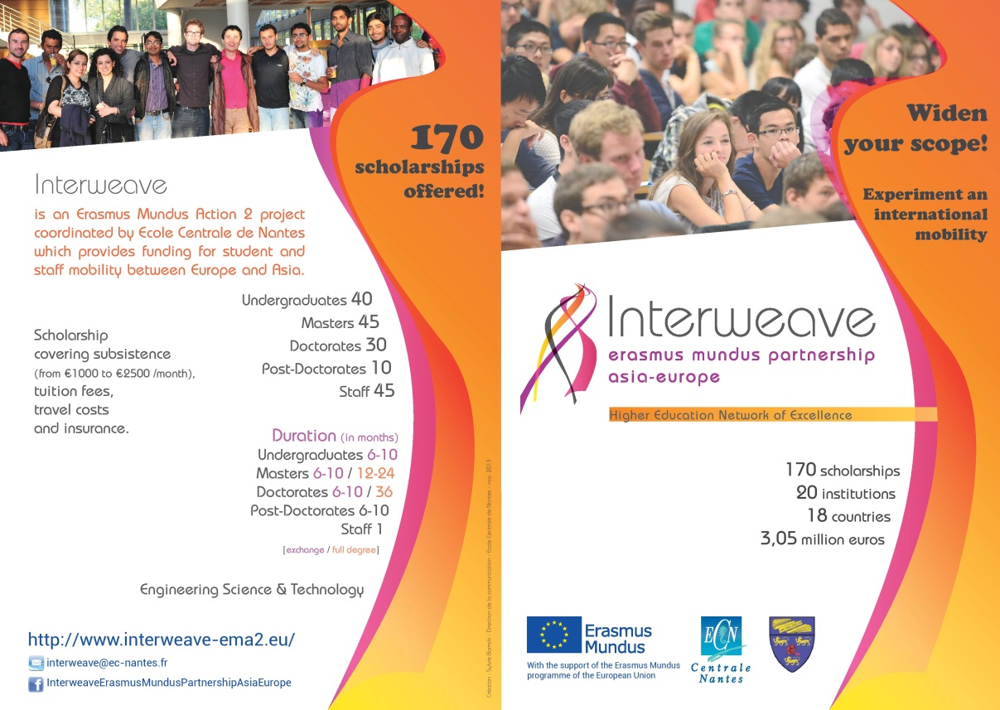 170
scholarships
offered!
Interweave
is an Erasmus Mundus Action 2 project
coordinated by Ecole Centrale de Nantes
which provides funding for student and
staff mobility between Europe and Asia.
Undergraduates 40
Masters 45
Doctorates 30
Post-Doctorates 10
Staff 45
Scholarship
covering subsistence
(from €1000 to €2500 /month),
tuition fees,
travel costs
and insurance.
Duration (in months)
Undergraduates 6-10
Masters 6-10 / 12-24
Doctorates 6-10 / 36
Post-Doctorates 6-10
Staff 1
[exchange / full degree]
Engineering Science & Technology
http://www.interweave-ema2.eu/
interweave@ec-nantes.fr
InterweaveErasmusMundusPartnershipAsiaEurope
Création : Sylvie - Direction de la communication - Ecole Centrale de Nantes - nov. 2013
Widen
your scope!
Experiment an
international
mobility
Interweave
erasmus mundus partnership
asia-europe
Higher Education Network of Excellence
170 scholarships
20 institutions
18 countries
3,05 million euros
Erasmus
Mundus
With the support of the Erasmus Mundus
programme of the European Union
ECN
Centrale
Nantes